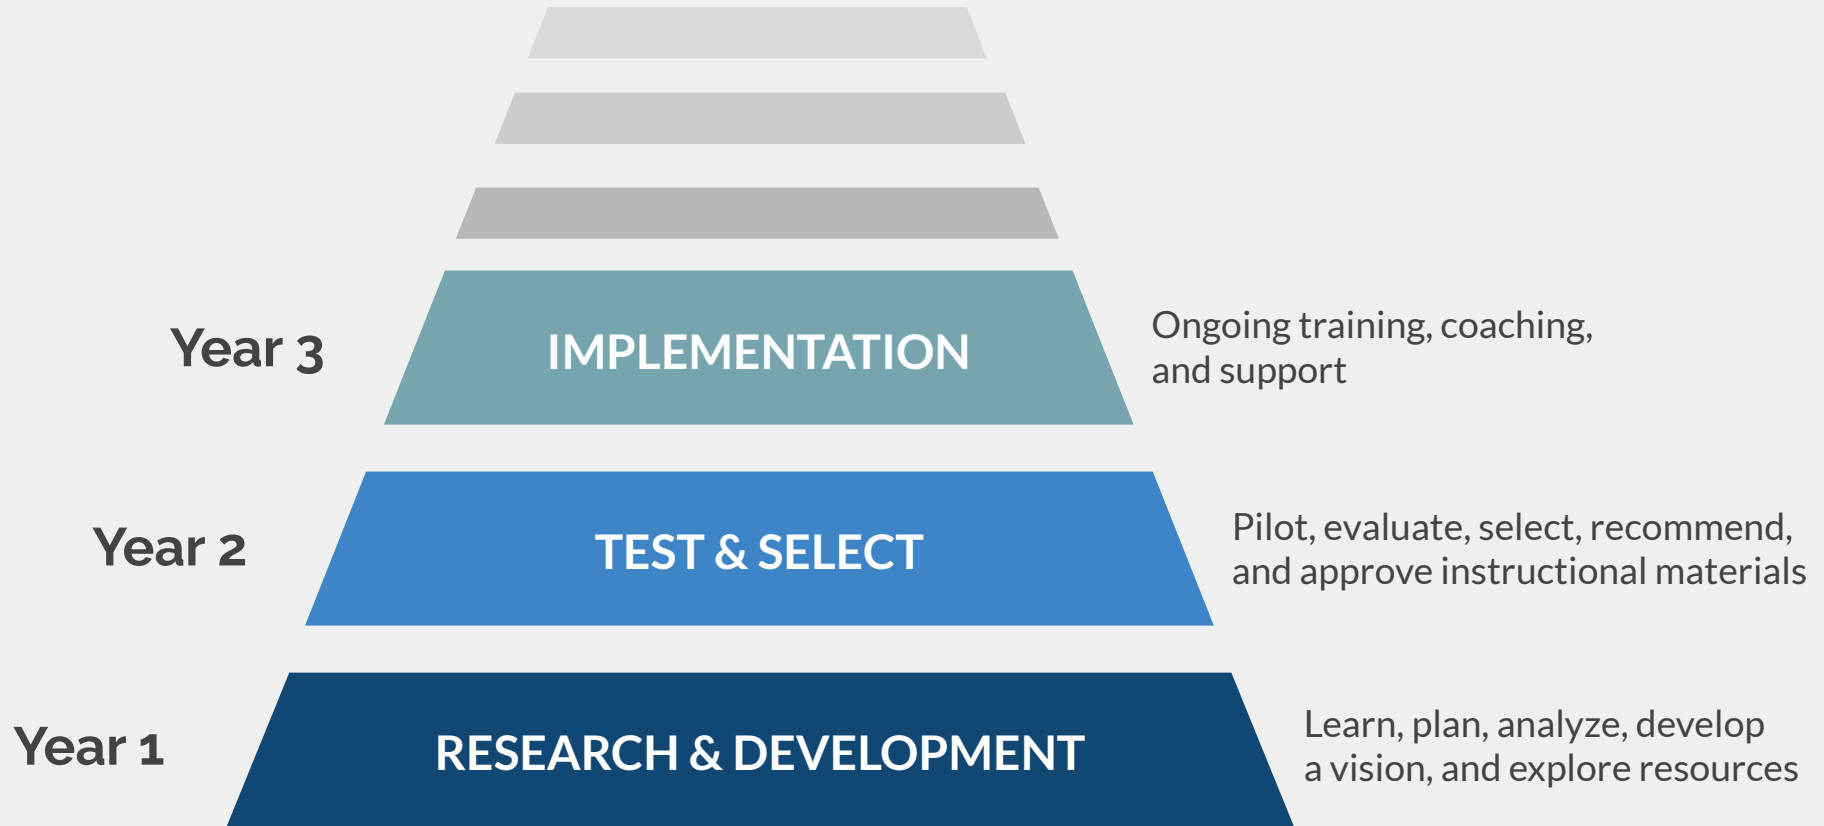 Year 3
IMPLEMENTATION
Ongoing training, coaching,
and support
Year 2
TEST & SELECT
Pilot, evaluate, select, recommend,
and approve instructional materials
Year 1
RESEARCH & DEVELOPMENT
Learn, plan, analyze, develop
a vision, and explore resources